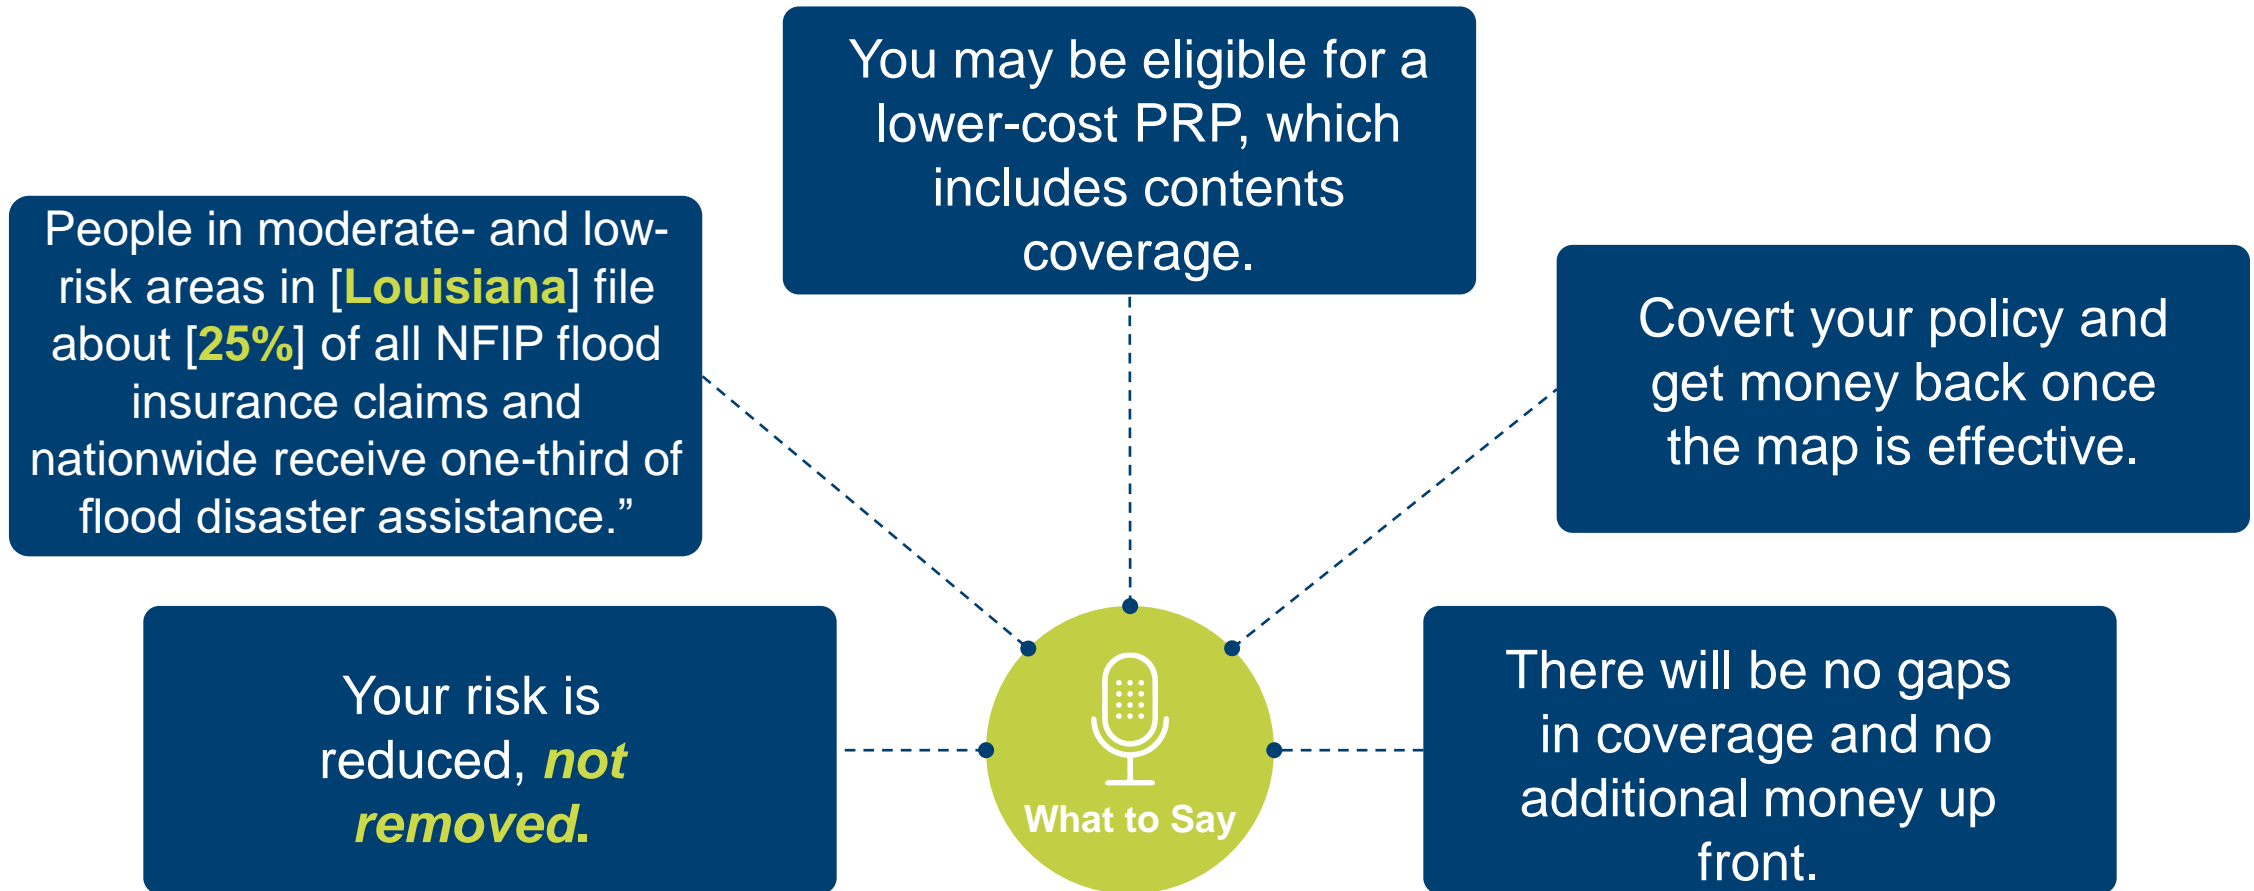 You may be eligible for a
lower-cost PRP, which
includes contents
coverage.
People in moderate- and low-
risk areas in [Louisiana] file
about [25%] of all NFIP flood
insurance claims and
nationwide receive one-third of
flood disaster assistance.”
Covert your policy and
get money back once
the map is effective.
Your risk is
reduced, not
removed.
What to Say
There will be no gaps
in coverage and no
additional money up
front.